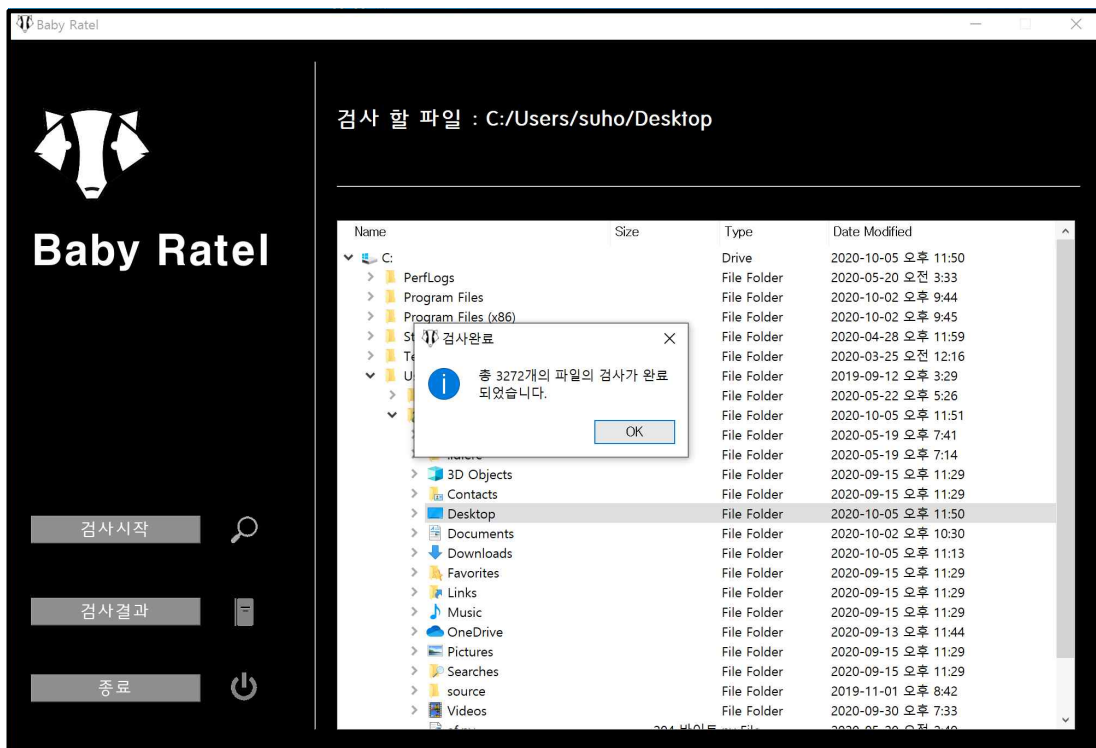 Baby Ratel
Baby Ratel
검사 할 파일 : C:/Users/suho/Desktop
Name Size Type Date Modified
C: Drive 2020-10-05 오후 11:50
PerfLogs File Folder 2020-05-20 오전 3:33
Program Files File Folder 2020-10-02 오후 9:44
Program Files (x86) File Folder 2020-10-02 오후 9:45
St File Folder 2020-04-28 오후 11:59
Te File Folder 2020-03-25 오전 12:16
U File Folder 2019-09-12 오후 3:29
File Folder 2020-05-22 오후 5:26
File Folder 2020-10-05 오후 11:51
File Folder 2020-05-19 오후 7:41
File Folder 2020-05-19 오후 7:14
3D Objects File Folder 2020-09-15 오후 11:29
Contacts File Folder 2020-09-15 오후 11:29
Desktop File Folder 2020-10-05 오후 11:50
Documents File Folder 2020-10-02 오후 10:30
Downloads File Folder 2020-10-05 오후 11:13
Favorites File Folder 2020-09-15 오후 11:29
Links File Folder 2020-09-15 오후 11:29
Music File Folder 2020-09-15 오후 11:29
OneDrive File Folder 2020-09-13 오후 11:44
Pictures File Folder 2020-09-15 오후 11:29
Searches File Folder 2020-09-15 오후 11:29
source File Folder 2019-11-01 오후 8:42
Videos File Folder 2020-09-30 오후 7:33
검사완료
총 3272개의 파일의 검사가 완료
되었습니다.
OK
검사시작
검사결과
종료